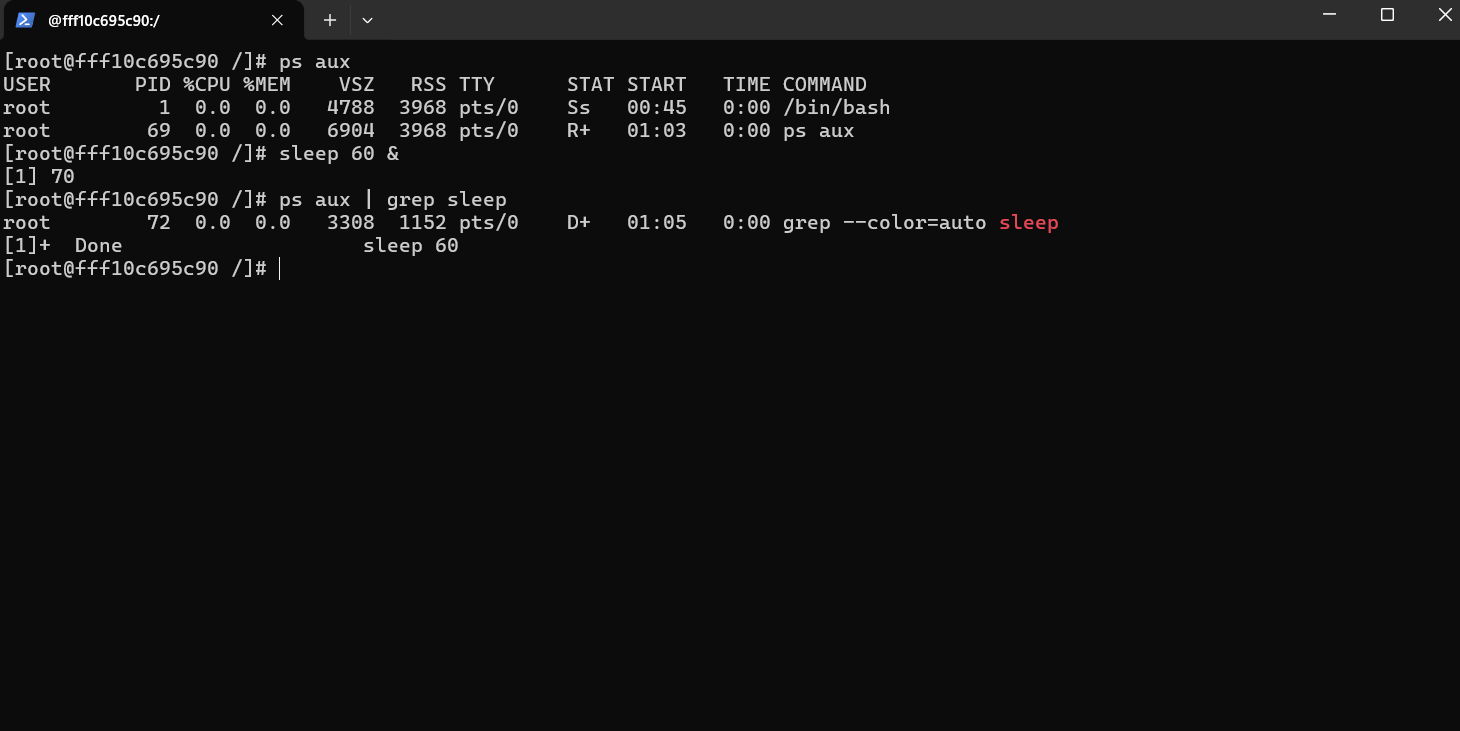 @fff10c695c90:/
[root@fff10c695c90 /]# ps aux
USER       PID %CPU %MEM    VSZ   RSS TTY      STAT START   TIME COMMAND
root         1  0.0  0.0   4788  3968 pts/0    Ss   00:45   0:00 /bin/bash
root        69  0.0  0.0   6904  3968 pts/0    R+   01:03   0:00 ps aux
[root@fff10c695c90 /]# sleep 60 &
[1] 70
[root@fff10c695c90 /]# ps aux | grep sleep
root        72  0.0  0.0   3308  1152 pts/0    D+   01:05   0:00 grep --color=auto sleep
[1]+  Done                    sleep 60
[root@fff10c695c90 /]#